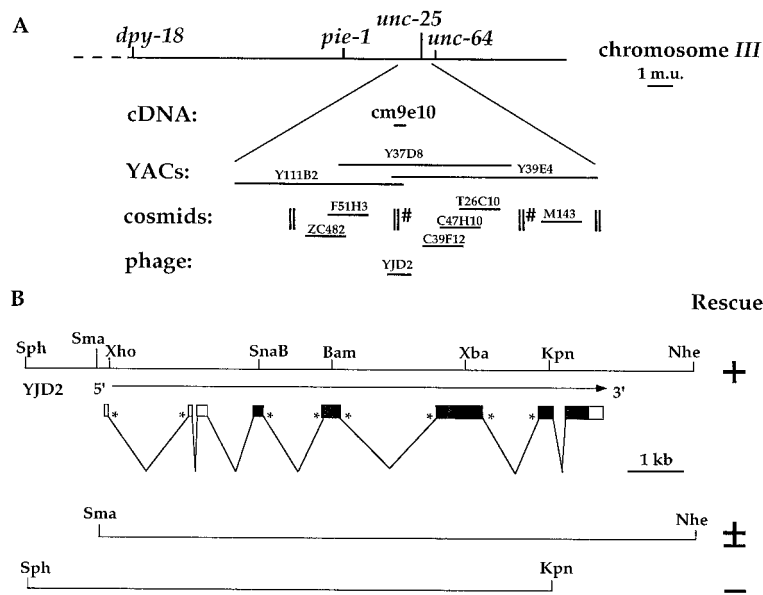 A
dpy-18 pie-1 unc-25 unc-64 chromosome III
1 m.u.
cDNA: cm9e10
YACs: Y111B2 Y37D8 Y39E4
cosmids: ZC482 F51H3 # C39F12 C47H10 T26C10 # M143
phage: YJD2
B
Rescue
Sph Sma Xho SnaB Bam Xba Kpn Nhe +
YJD2 5' 3'
* * * * * * * *
1 kb
Sma Nhe ±
Sph Kpn −